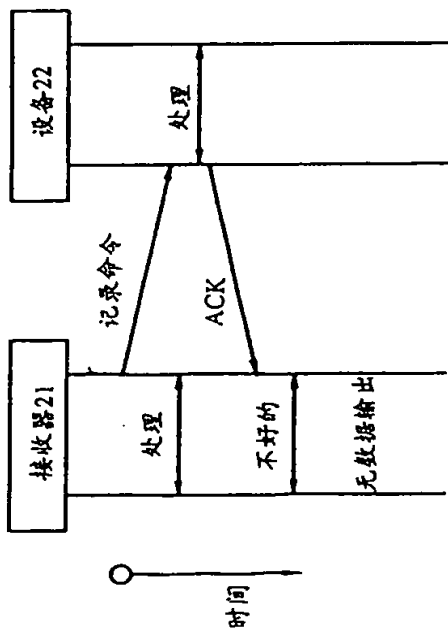 接收器21
设备22
记录命令
处理
处理
ACK
不好的
无数据输出
时间